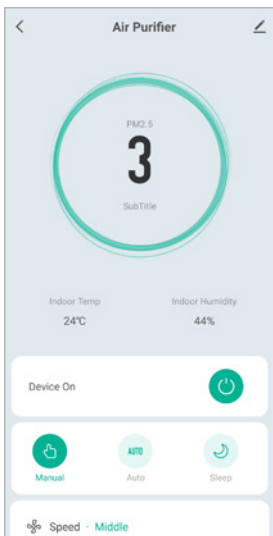 Air Purifier
PM2.5
3
SubTitle
Indoor Temp Indoor Humidity
24℃ 44%
Device On
AUTO
Manual Auto Sleep
Speed · Middle